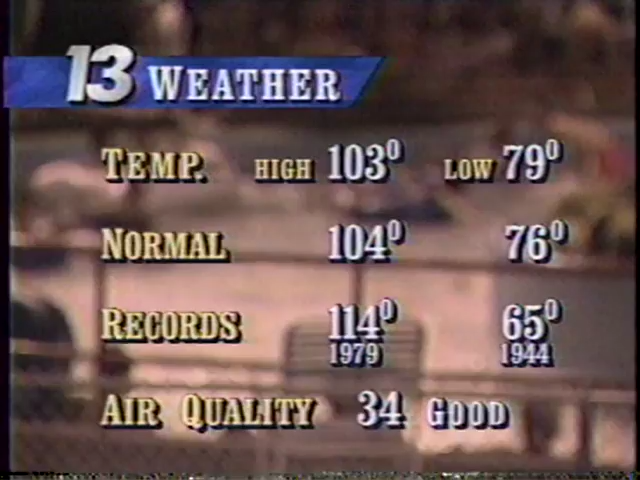 13 WEATHER
TEMP. HIGH 103° LOW 79°
NORMAL 104° 76°
RECORDS 114° 65°
1979 1944
AIR QUALITY 34 GOOD